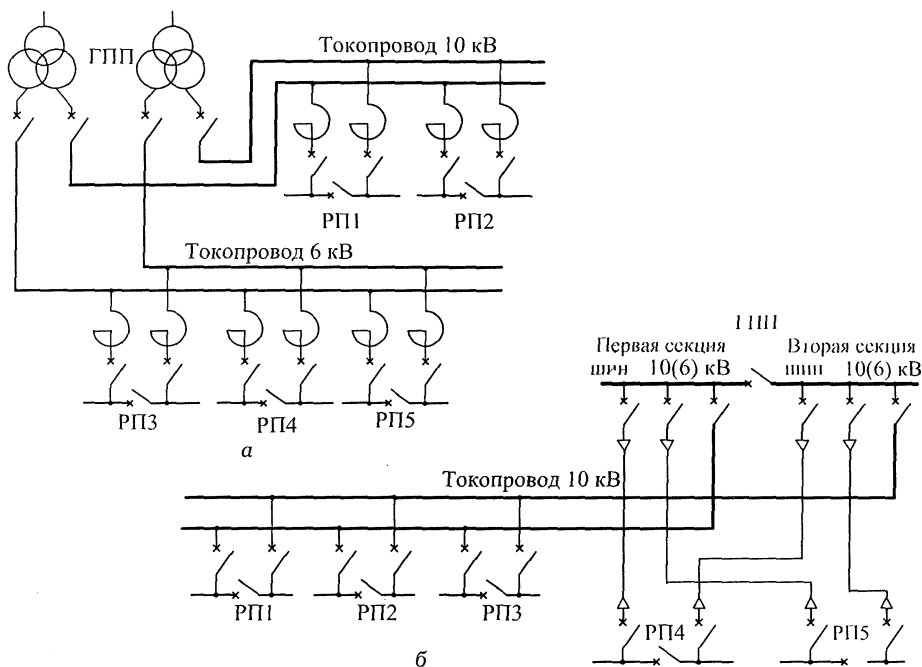 ГПП
Токопровод 10 кВ
РП1
РП2
Токопровод 6 кВ
РП3
РП4
РП5
а
ГПП
Первая секция
шин 10(6) кВ
Вторая секция
шин 10(6) кВ
Токопровод 10 кВ
РП1
РП2
РП3
РП4
РП5
б